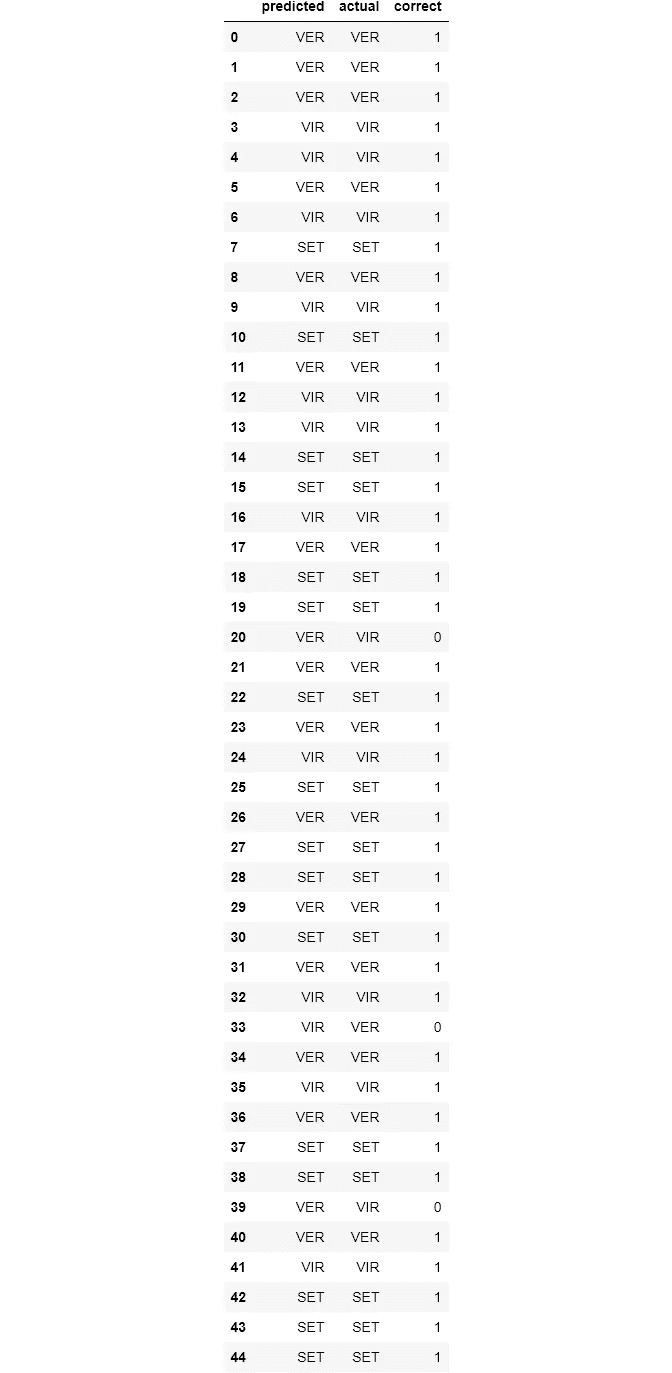 predicted actual correct
0 VER VER 1
1 VER VER 1
2 VER VER 1
3 VIR VIR 1
4 VIR VIR 1
5 VER VER 1
6 VIR VIR 1
7 SET SET 1
8 VER VER 1
9 VIR VIR 1
10 SET SET 1
11 VER VER 1
12 VIR VIR 1
13 VIR VIR 1
14 SET SET 1
15 SET SET 1
16 VIR VIR 1
17 VER VER 1
18 SET SET 1
19 SET SET 1
20 VER VIR 0
21 VER VER 1
22 SET SET 1
23 VER VER 1
24 VIR VIR 1
25 SET SET 1
26 VER VER 1
27 SET SET 1
28 SET SET 1
29 VER VER 1
30 SET SET 1
31 VER VER 1
32 VIR VIR 1
33 VIR VER 0
34 VER VER 1
35 VIR VIR 1
36 VER VER 1
37 SET SET 1
38 SET SET 1
39 VER VIR 0
40 VER VER 1
41 VIR VIR 1
42 SET SET 1
43 SET SET 1
44 SET SET 1